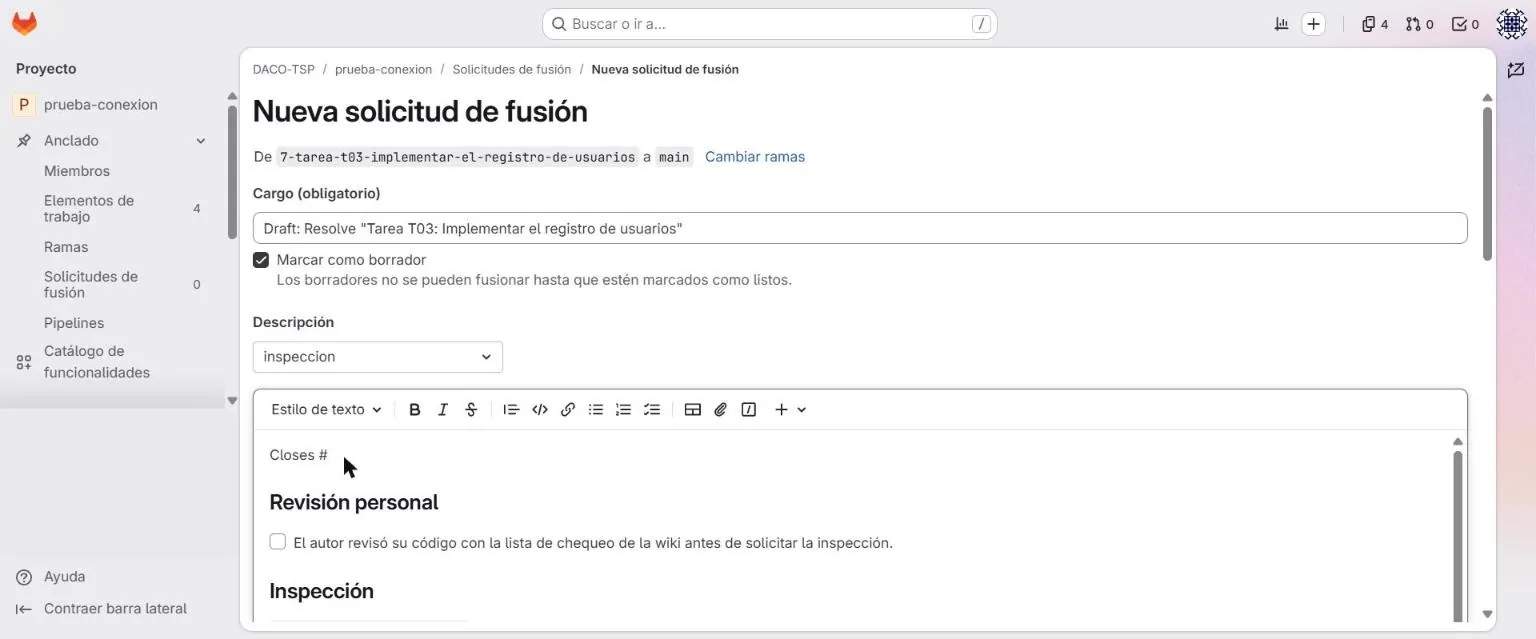 Buscar o ir a...
/
4
0
0
Proyecto
P prueba-conexion
Anclado
Miembros
Elementos de
trabajo
4
Ramas
Solicitudes de
fusión
0
Pipelines
Catálogo de
funcionalidades
Ayuda
Contraer barra lateral
DACO-TSP / prueba-conexion / Solicitudes de fusión / Nueva solicitud de fusión
Nueva solicitud de fusión
De 7-tarea-t03-implementar-el-registro-de-usuarios a main Cambiar ramas
Cargo (obligatorio)
Draft: Resolve "Tarea T03: Implementar el registro de usuarios"
Marcar como borrador
Los borradores no se pueden fusionar hasta que estén marcados como listos.
Descripción
inspeccion
Estilo de texto B I S
Closes #
Revisión personal
El autor revisó su código con la lista de chequeo de la wiki antes de solicitar la inspección.
Inspección